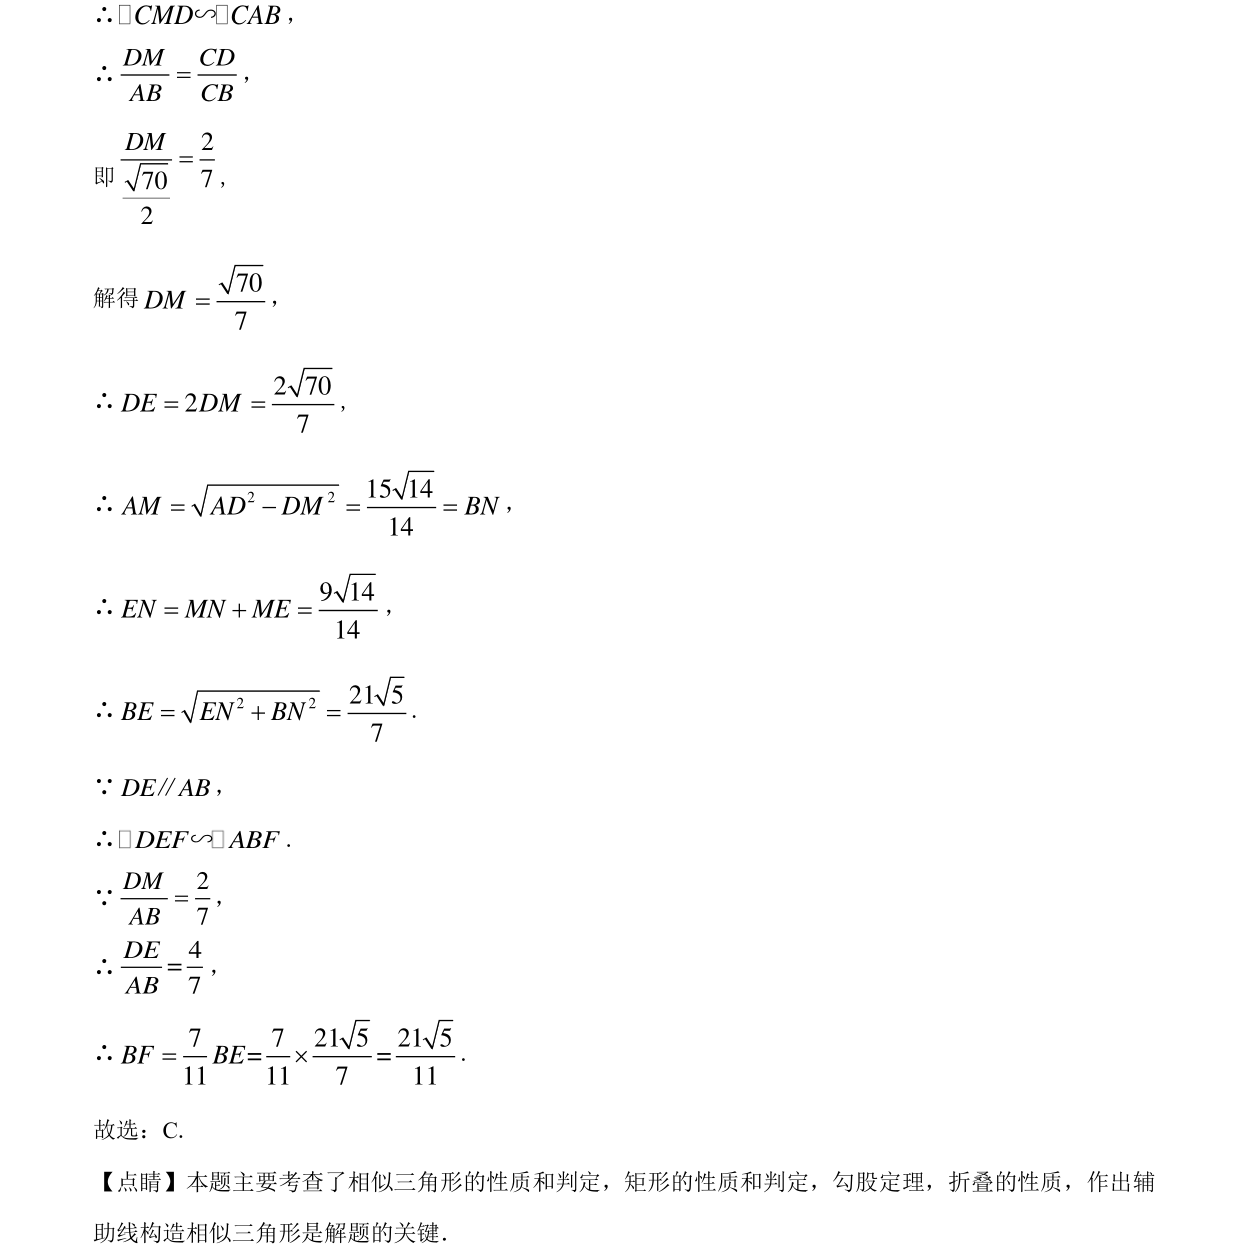 ∴□CMD∽□CAB，
∴DM/AB=CD/CB，
即 DM/(√70/2)=2/7，
解得 DM=√70/7，
∴DE=2DM=2√70/7，
∴AM=√(AD²−DM²)=15√14/14=BN，
∴EN=MN+ME=9√14/14，
∴BE=√(EN²+BN²)=21√5/7．
∵DE∥AB，
∴□DEF∽□ABF．
∵DM/AB=2/7，
∴DE/AB=4/7，
∴BF=7/11BE=7/11×21√5/7=21√5/11．
故选：C.
【点睛】本题主要考查了相似三角形的性质和判定，矩形的性质和判定，勾股定理，折叠的性质，作出辅
助线构造相似三角形是解题的关键．